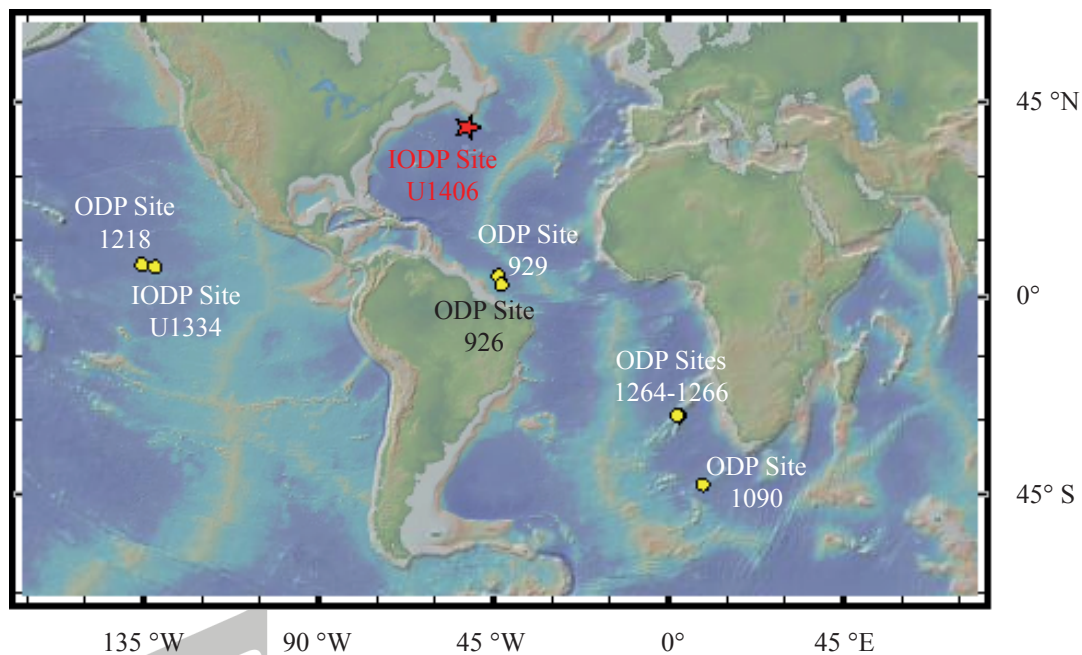 45 °N
IODP Site
U1406
ODP Site
1218
ODP Site
929
IODP Site
U1334
0°
ODP Site
926
ODP Sites
1264-1266
ODP Site
1090
45° S
135 °W
90 °W
45 °W
0°
45 °E